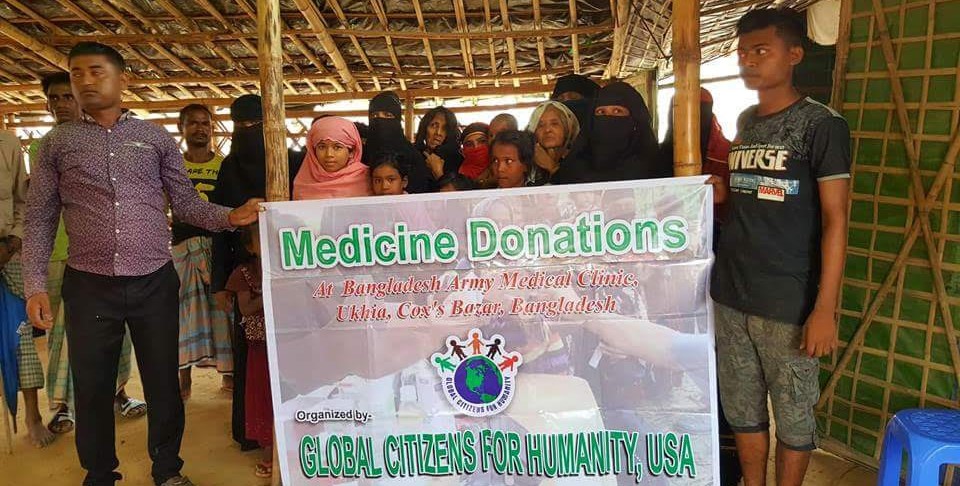 Medicine Donations
At Bangladesh Army Medical Clinic,
Ukhia, Cox's Bazar, Bangladesh
GLOBAL CITIZENS FOR HUMANITY
Organized by-
GLOBAL CITIZENS FOR HUMANITY, USA
VERSE
MARVEL